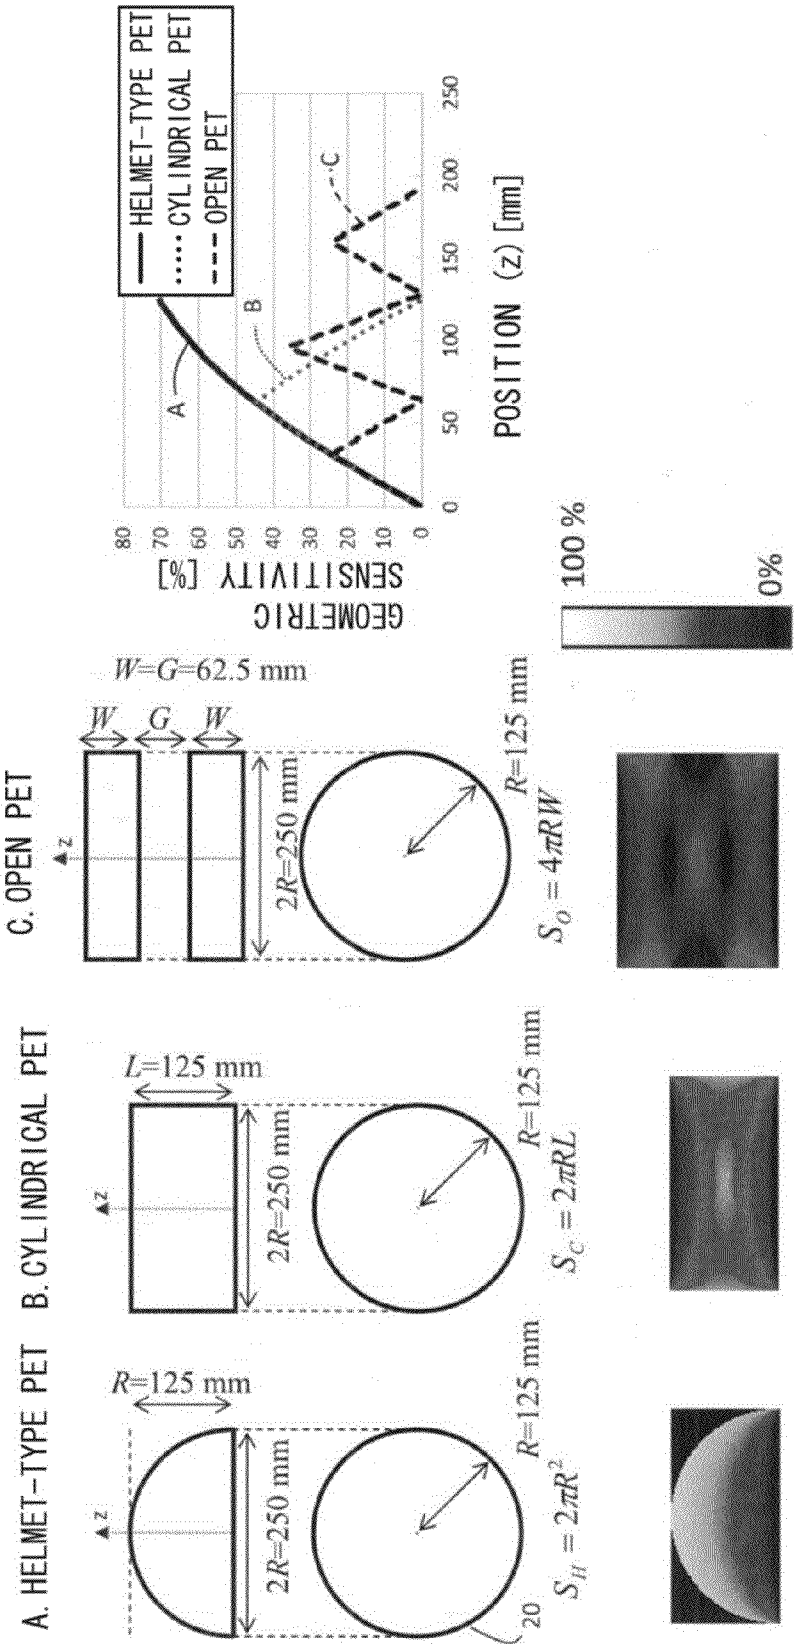 A. HELMET-TYPE PET
z
R=125 mm
2R=250 mm
R=125 mm
20
S_H = 2πR²
B. CYLINDRICAL PET
z
L=125 mm
2R=250 mm
R=125 mm
S_C = 2πRL
C. OPEN PET
z
W
G
W
W=G=62.5 mm
2R=250 mm
R=125 mm
S_O = 4πRW
HELMET-TYPE PET
CYLINDRICAL PET
OPEN PET
GEOMETRIC
SENSITIVITY [%]
80
70
60
50
40
30
20
10
0
A
B
C
0 50 100 150 200 250
POSITION (z) [mm]
100 %
0%